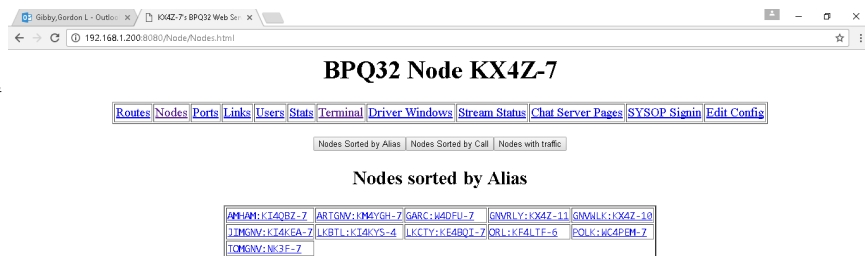 Gibby,Gordon L - Outloo
KX4Z-7's BPQ32 Web Ser
192.168.1.200:8080/Node/Nodes.html
BPQ32 Node KX4Z-7
Routes Nodes Ports Links Users Stats Terminal Driver Windows Stream Status Chat Server Pages SYSOP Signin Edit Config
Nodes Sorted by Alias Nodes Sorted by Call Nodes with traffic
Nodes sorted by Alias
AMHAM:KI4QBZ-7 ARTGNV:KM4YGH-7 GARC:W4DFU-7 GNVRLY:KX4Z-11 GNVWLK:KX4Z-10
JIMGNV:KI4KEA-7 LKBTL:KI4KYS-4 LKCTY:KE4BQI-7 ORL:KF4LTF-6 POLK:WC4PEM-7
TOMGNV:NK3F-7